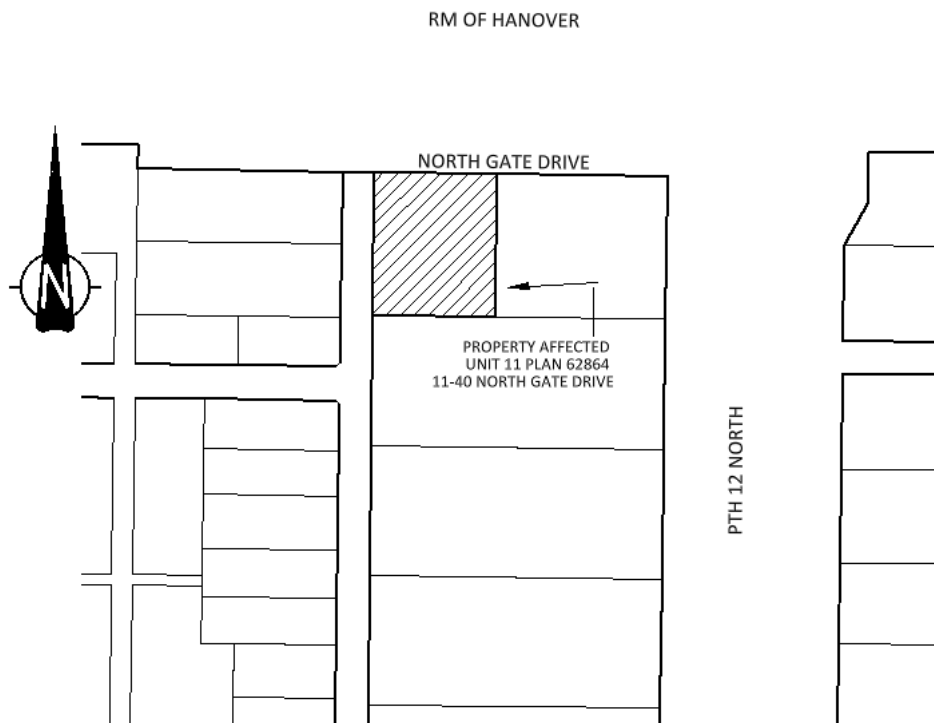 RM OF HANOVER
NORTH GATE DRIVE
N
PROPERTY AFFECTED
UNIT 11 PLAN 62864
11-40 NORTH GATE DRIVE
PTH 12 NORTH